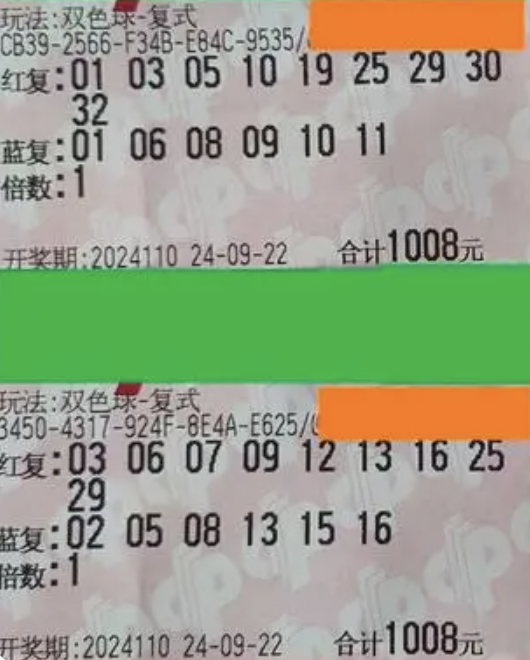 玩法:双色球-复式
CB39-2566-F34B-E84C-9535/
红复:01 03 05 10 19 25 29 30
32
蓝复:01 06 08 09 10 11
倍数:1
开奖期:2024110 24-09-22 合计1008元
玩法:双色球-复式
3450-4317-924F-8E4A-E625/
红复:03 06 07 09 12 13 16 25
29
蓝复:02 05 08 13 15 16
倍数:1
开奖期:2024110 24-09-22 合计1008元